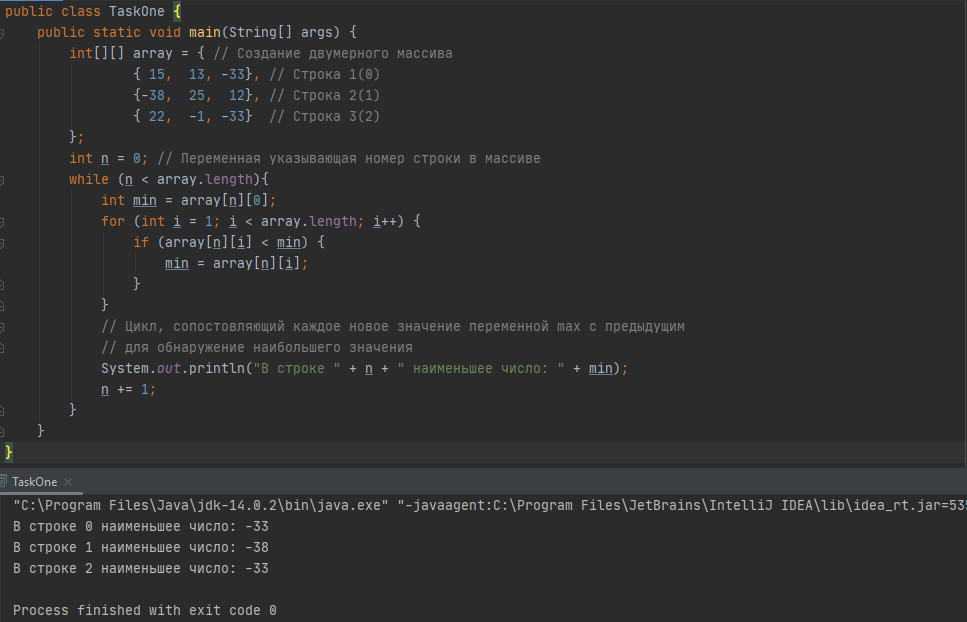 public class TaskOne {
    public static void main(String[] args) {
        int[][] array = { // Создание двумерного массива
                { 15,  13, -33}, // Строка 1(0)
                {-38,  25,  12}, // Строка 2(1)
                { 22,  -1, -33}  // Строка 3(2)
        };
        int n = 0; // Переменная указывающая номер строки в массиве
        while (n < array.length){
            int min = array[n][0];
            for (int i = 1; i < array.length; i++) {
                if (array[n][i] < min) {
                    min = array[n][i];
                }
            }
            // Цикл, сопостовляющий каждое новое значение переменной max с предыдущим
            // для обнаружение наибольшего значения
            System.out.println("В строке " + n + " наименьшее число: " + min);
            n += 1;
        }
    }
}
TaskOne ×
"C:\Program Files\Java\jdk-14.0.2\bin\java.exe" "-javaagent:C:\Program Files\JetBrains\IntelliJ IDEA\lib\idea_rt.jar=535
В строке 0 наименьшее число: -33
В строке 1 наименьшее число: -38
В строке 2 наименьшее число: -33
Process finished with exit code 0